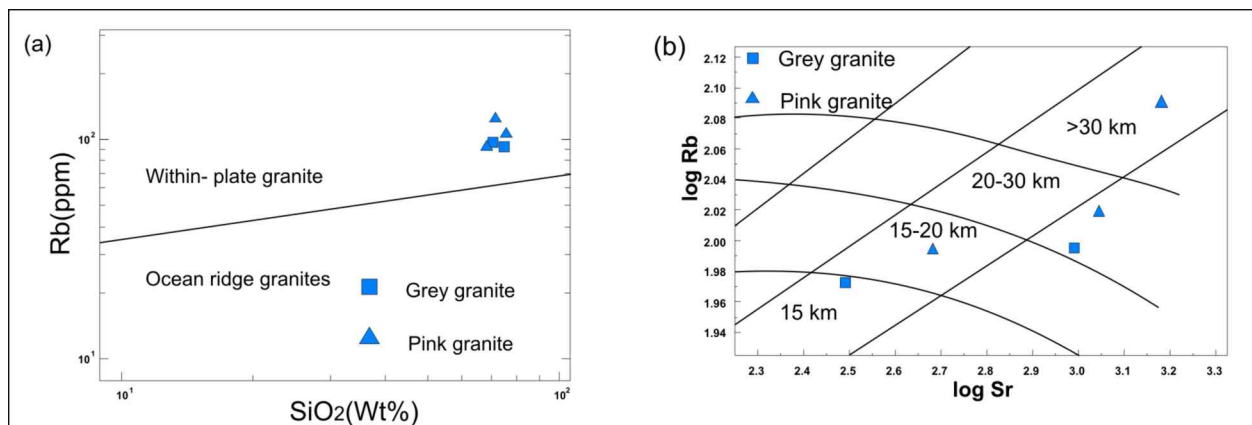 (a)
10²
Rb(ppm)
Within- plate granite
Ocean ridge granites
Grey granite
Pink granite
10¹
10¹
10²
SiO₂(Wt%)
(b)
Grey granite
Pink granite
2.12
2.10
2.08
2.06
2.04
2.02
2.00
1.98
1.96
1.94
log Rb
>30 km
20-30 km
15-20 km
15 km
2.3 2.4 2.5 2.6 2.7 2.8 2.9 3.0 3.1 3.2 3.3
log Sr